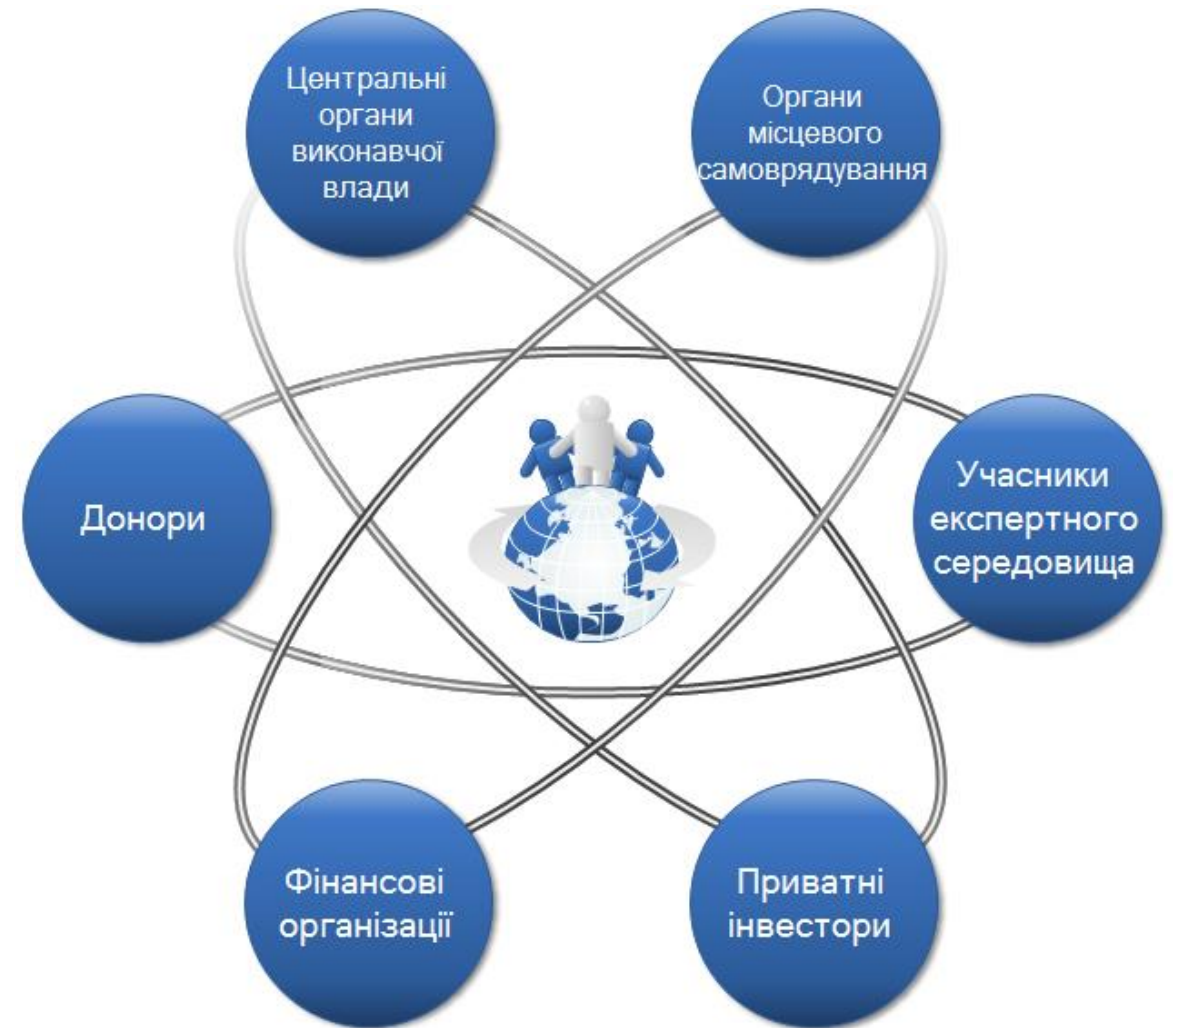 Центральні
органи
виконавчої
влади
Органи
місцевого
самоврядування
Донори
Учасники
експертного
середовища
Фінансові
організації
Приватні
інвестори